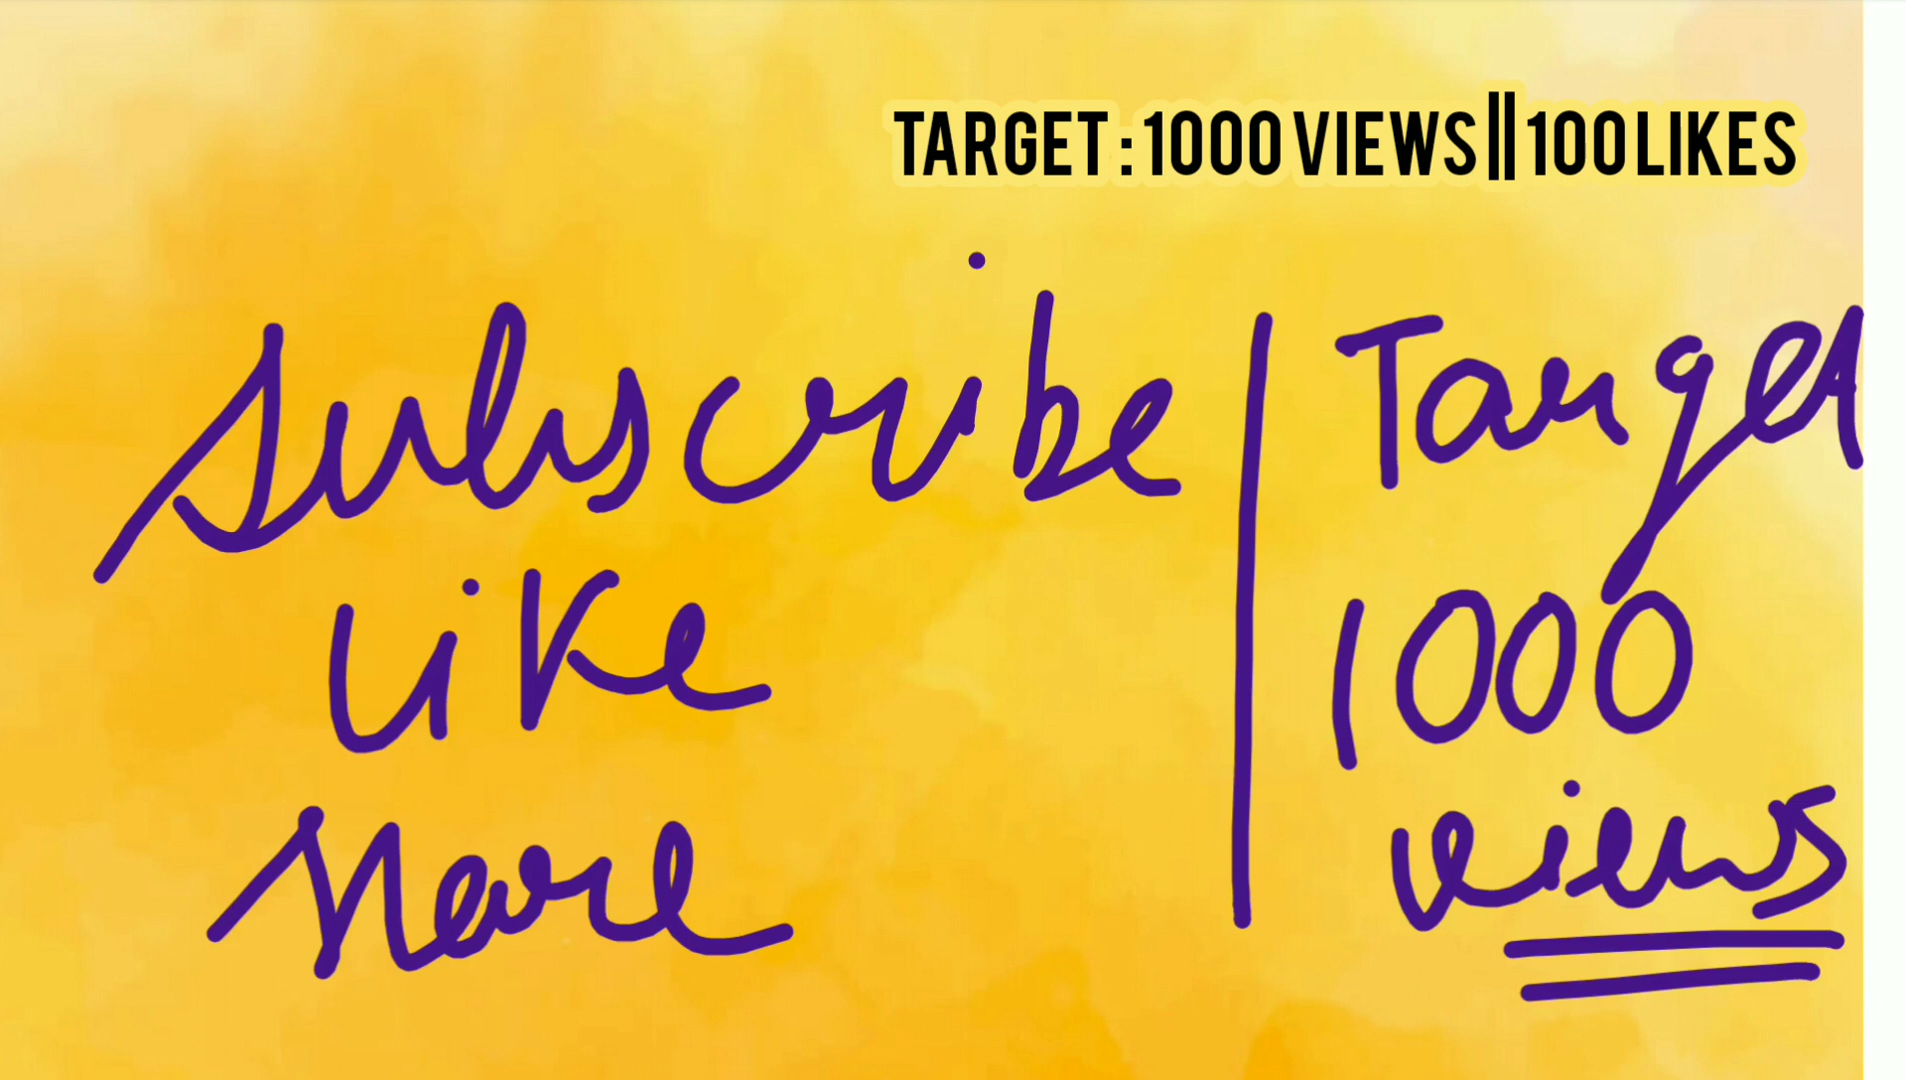 TARGET : 1000 VIEWS || 100 LIKES
Subscribe
Like
Share
Target
1000
views